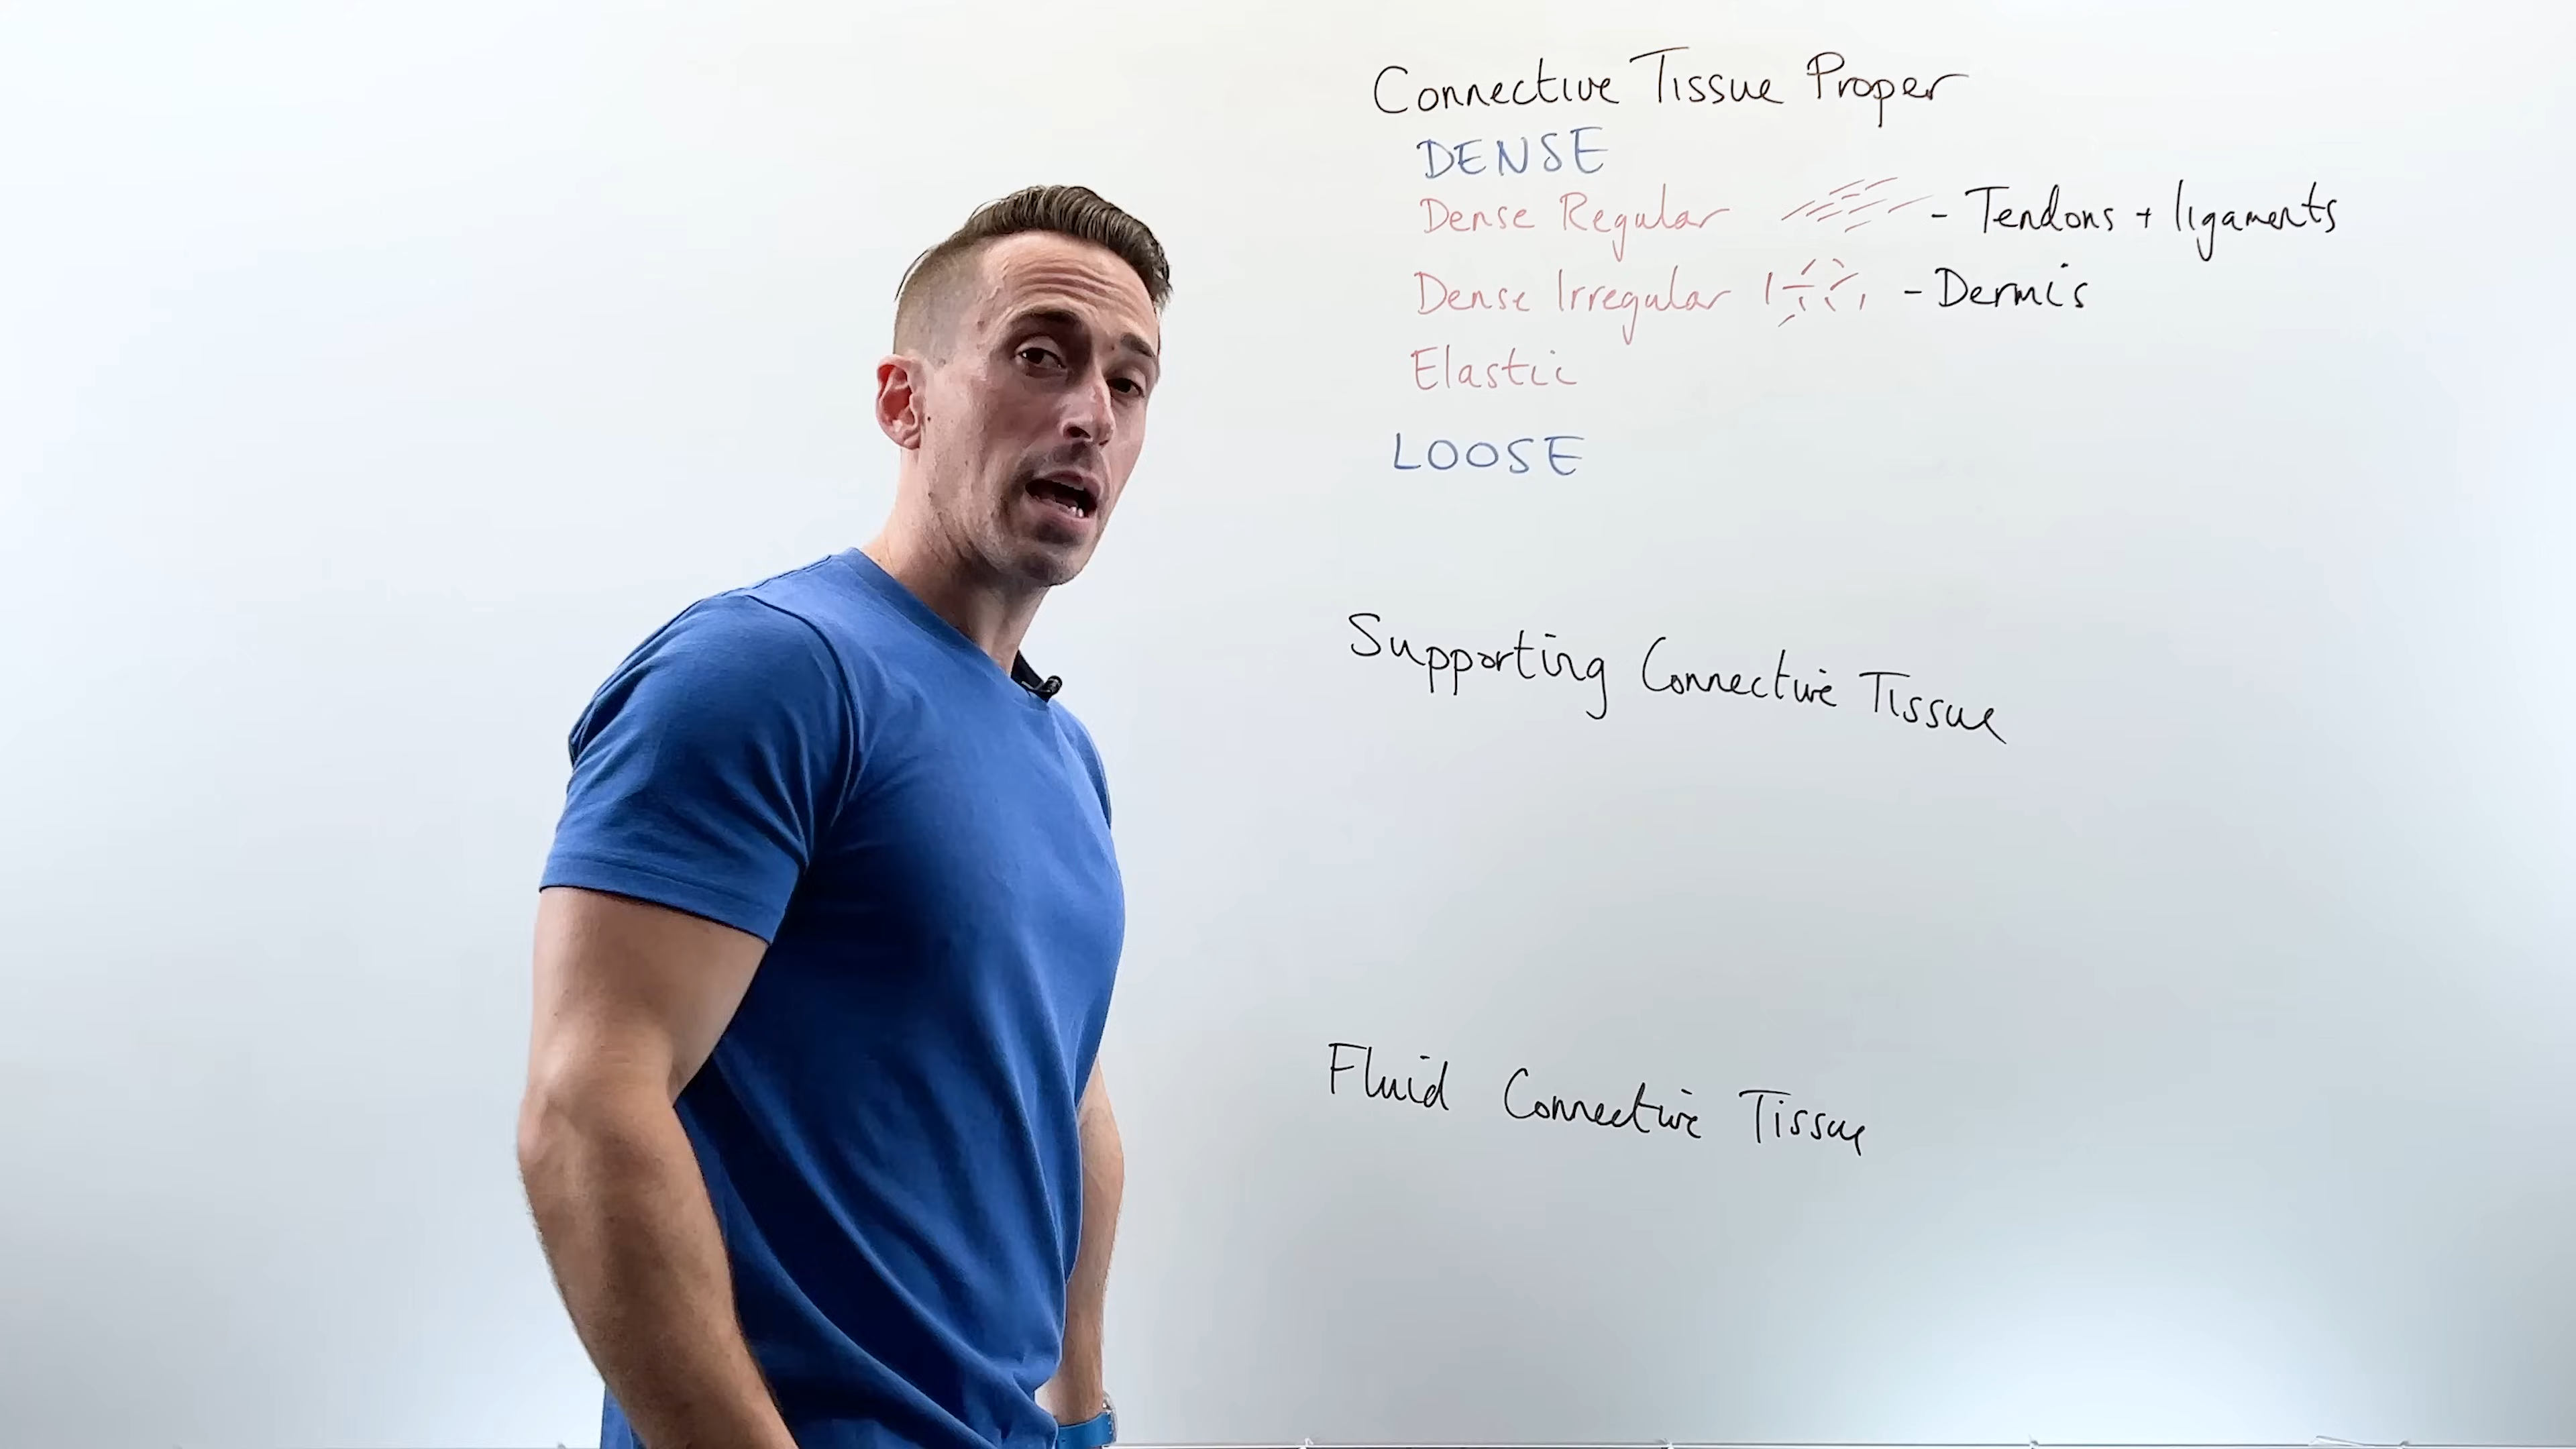 Connective Tissue Proper
DENSE
Dense Regular - Tendons + ligaments
Dense Irregular - Dermis
Elastic
LOOSE
Supporting Connective Tissue
Fluid Connective Tissue